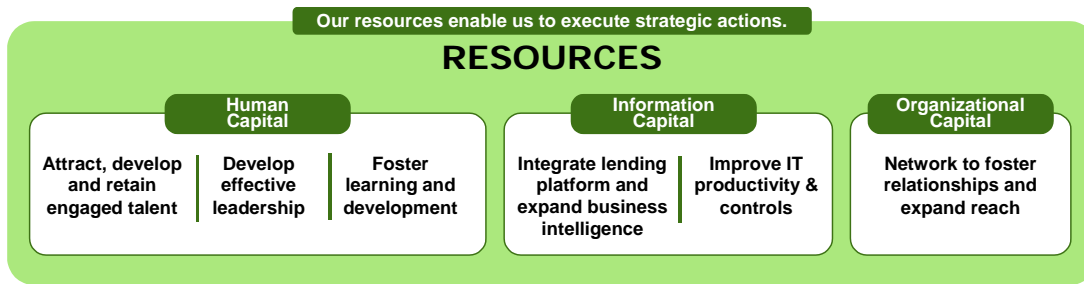 Our resources enable us to execute strategic actions.
RESOURCES
Human
Capital
Attract, develop
and retain
engaged talent
Develop
effective
leadership
Foster
learning and
development
Information
Capital
Integrate lending
platform and
expand business
intelligence
Improve IT
productivity &
controls
Organizational
Capital
Network to foster
relationships and
expand reach